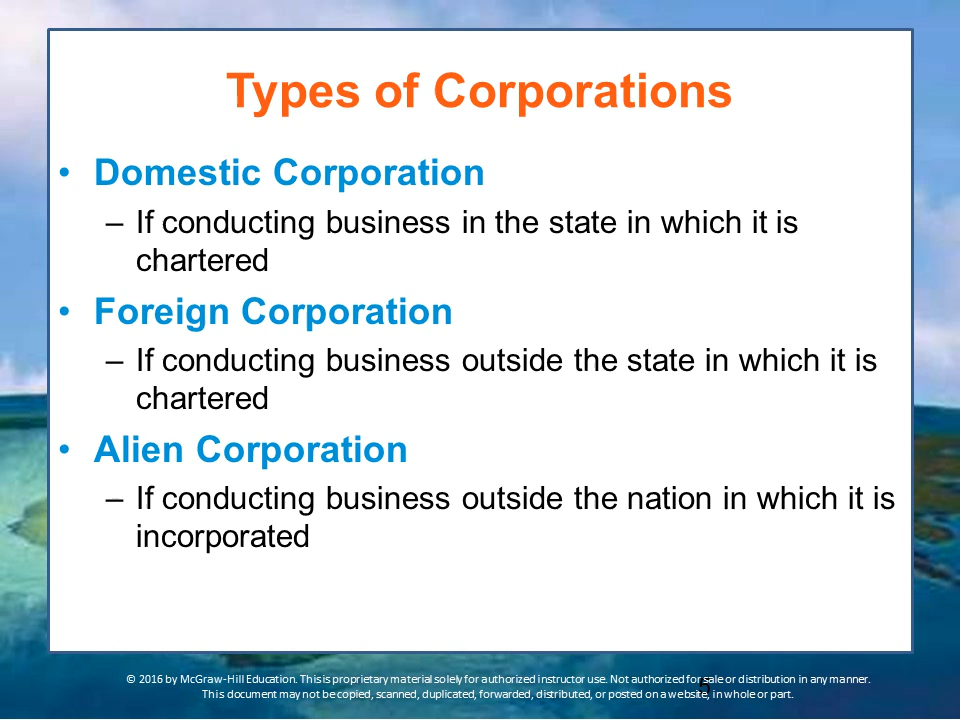 Types of Corporations
• Domestic Corporation
– If conducting business in the state in which it is
chartered
• Foreign Corporation
– If conducting business outside the state in which it is
chartered
• Alien Corporation
– If conducting business outside the nation in which it is
incorporated
© 2016 by McGraw-Hill Education. This is proprietary material solely for authorized instructor use. Not authorized for sale or distribution in any manner.
This document may not be copied, scanned, duplicated, forwarded, distributed, or posted on a website, in whole or part.
5